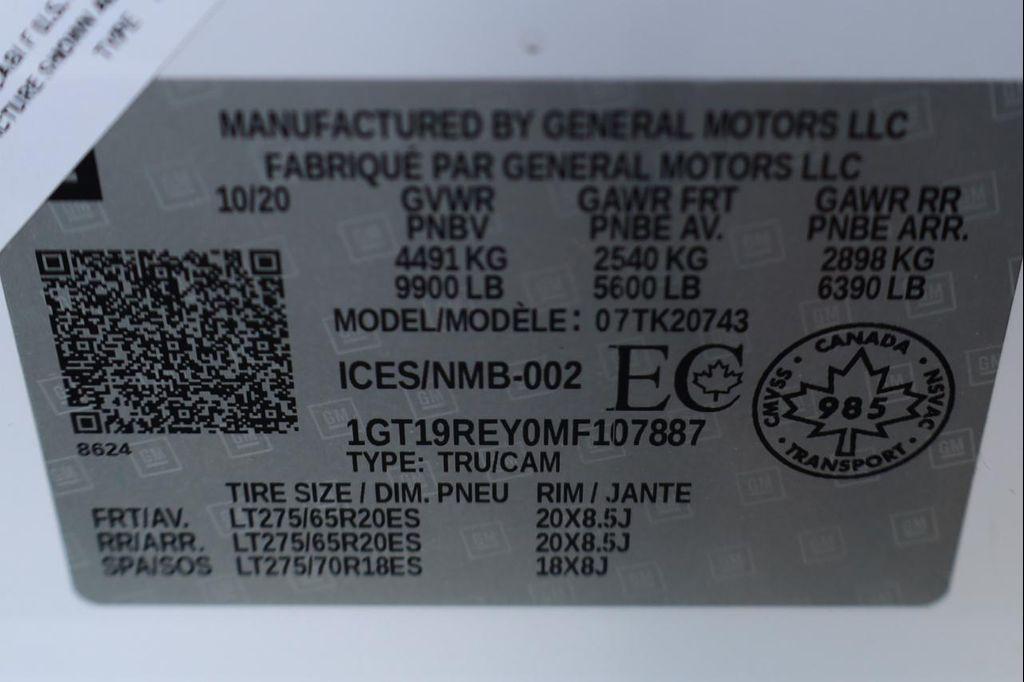 TYPE
MANUFACTURED BY GENERAL MOTORS LLC
FABRIQUÉ PAR GENERAL MOTORS LLC
10/20 GVWR GAWR FRT GAWR RR
PNBV PNBE AV. PNBE ARR.
4491 KG 2540 KG 2898 KG
9900 LB 5600 LB 6390 LB
MODEL/MODÈLE: 07TK20743
ICES/NMB-002 EC
CANADA
CMVSS NSVAC
985
TRANSPORT
1GT19REY0MF107887
8624
TYPE: TRU/CAM
TIRE SIZE / DIM. PNEU RIM / JANTE
FRT/AV. LT275/65R20ES 20X8.5J
RR/ARR. LT275/65R20ES 20X8.5J
SPA/SOS LT275/70R18ES 18X8J